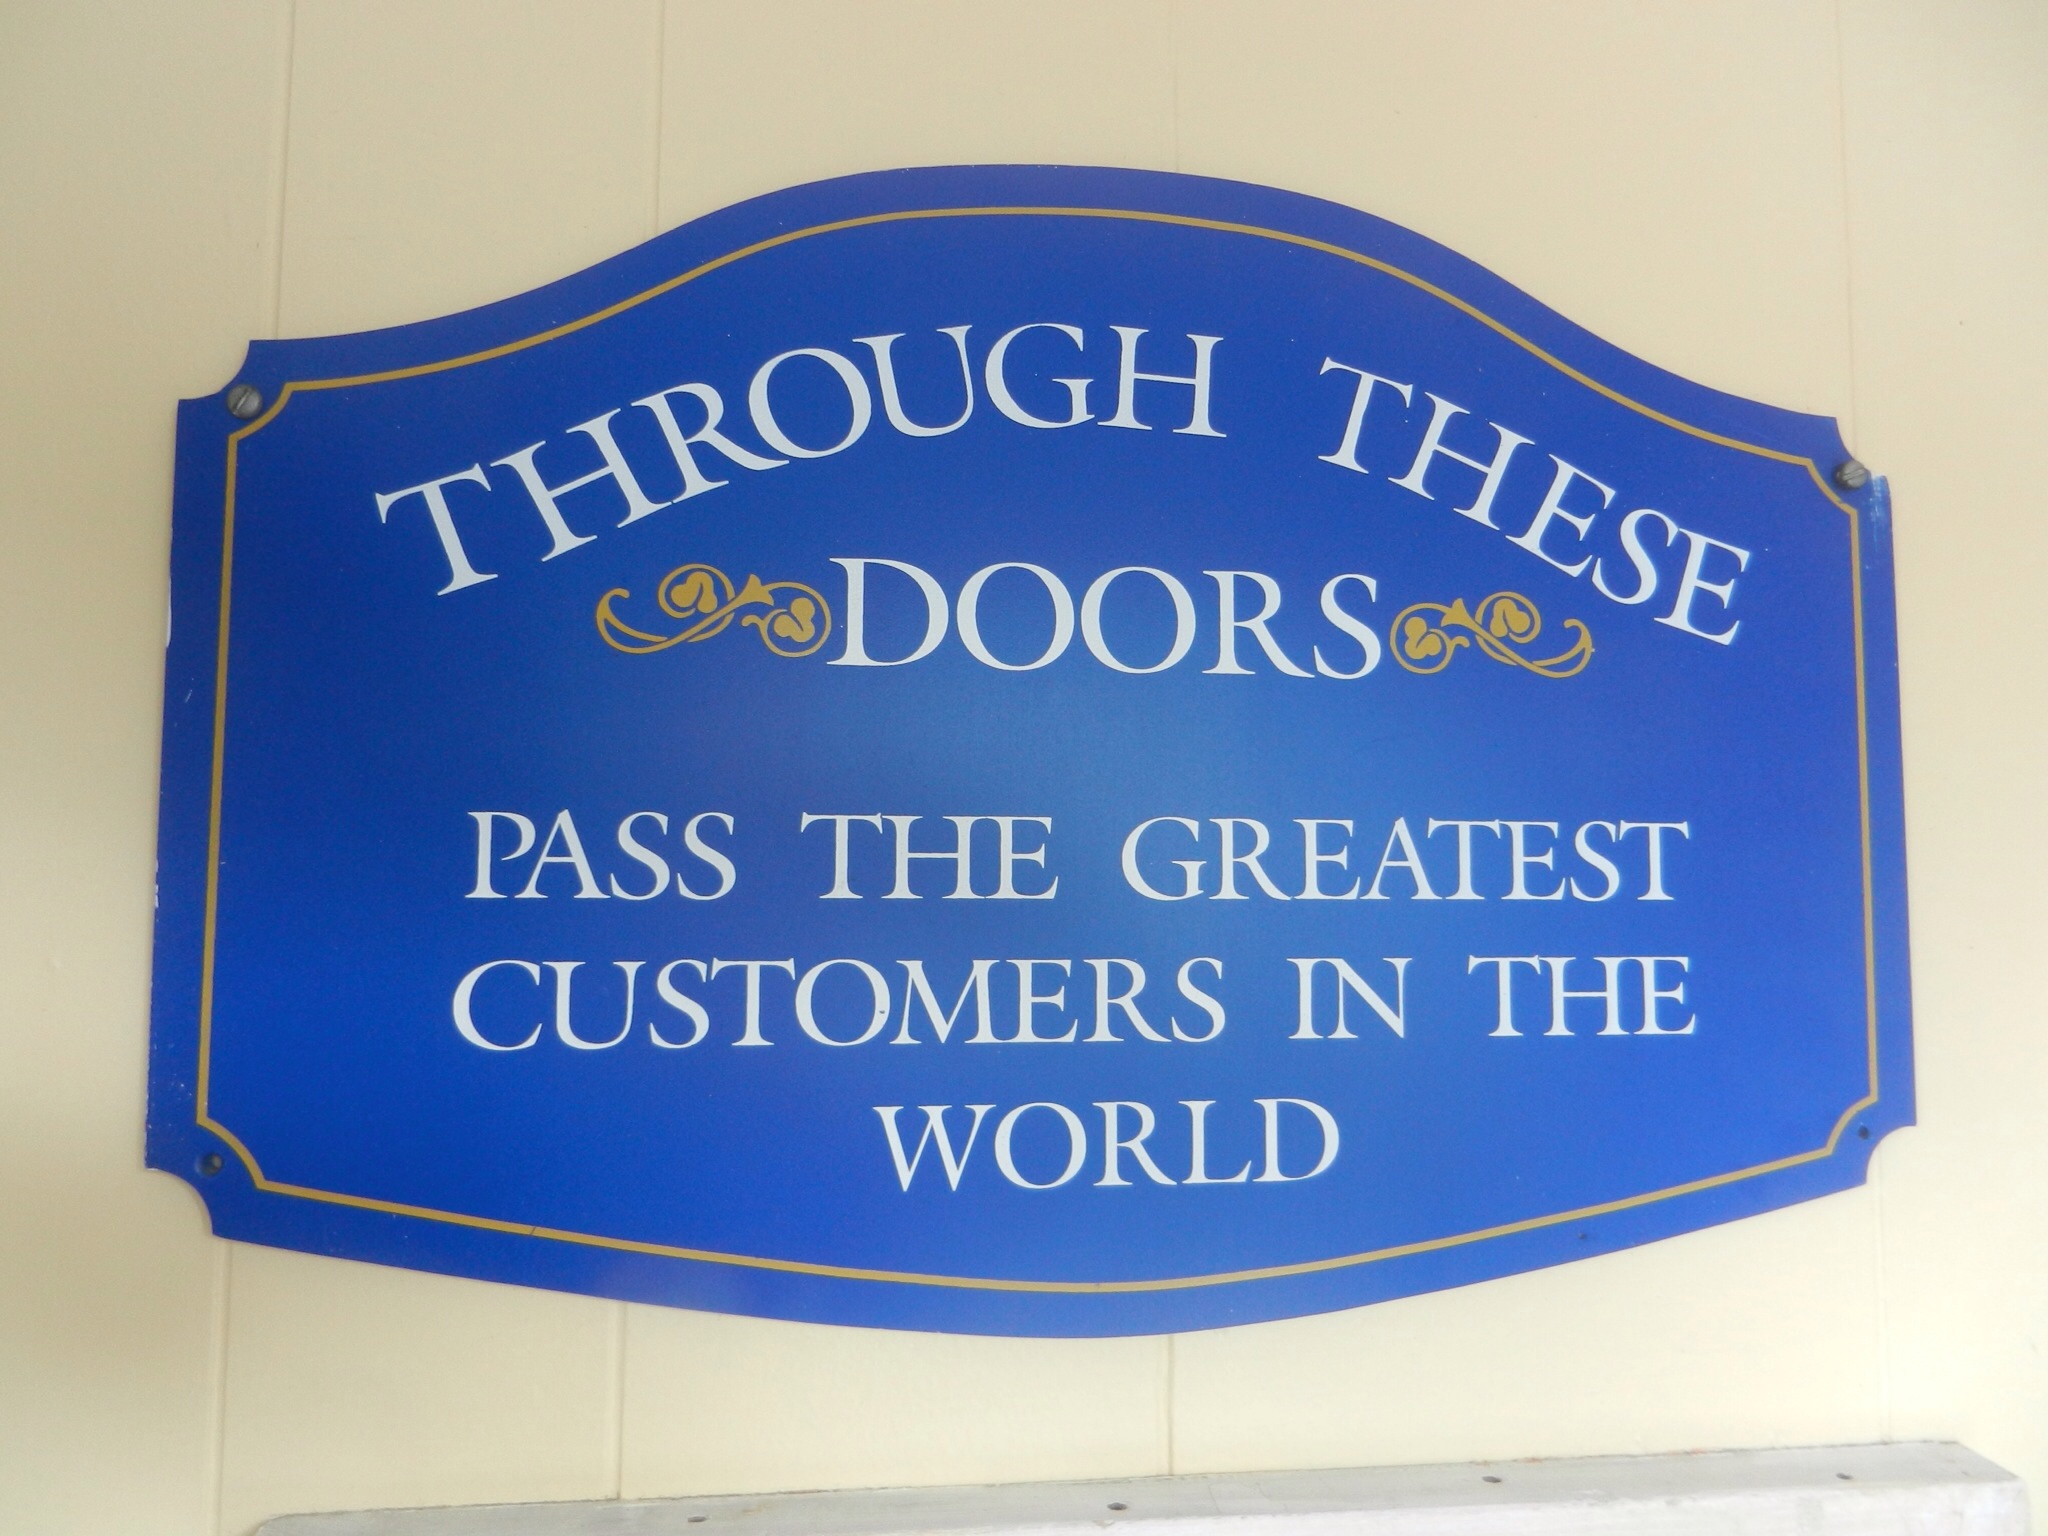 THROUGH THESE
DOORS
PASS THE GREATEST
CUSTOMERS IN THE
WORLD